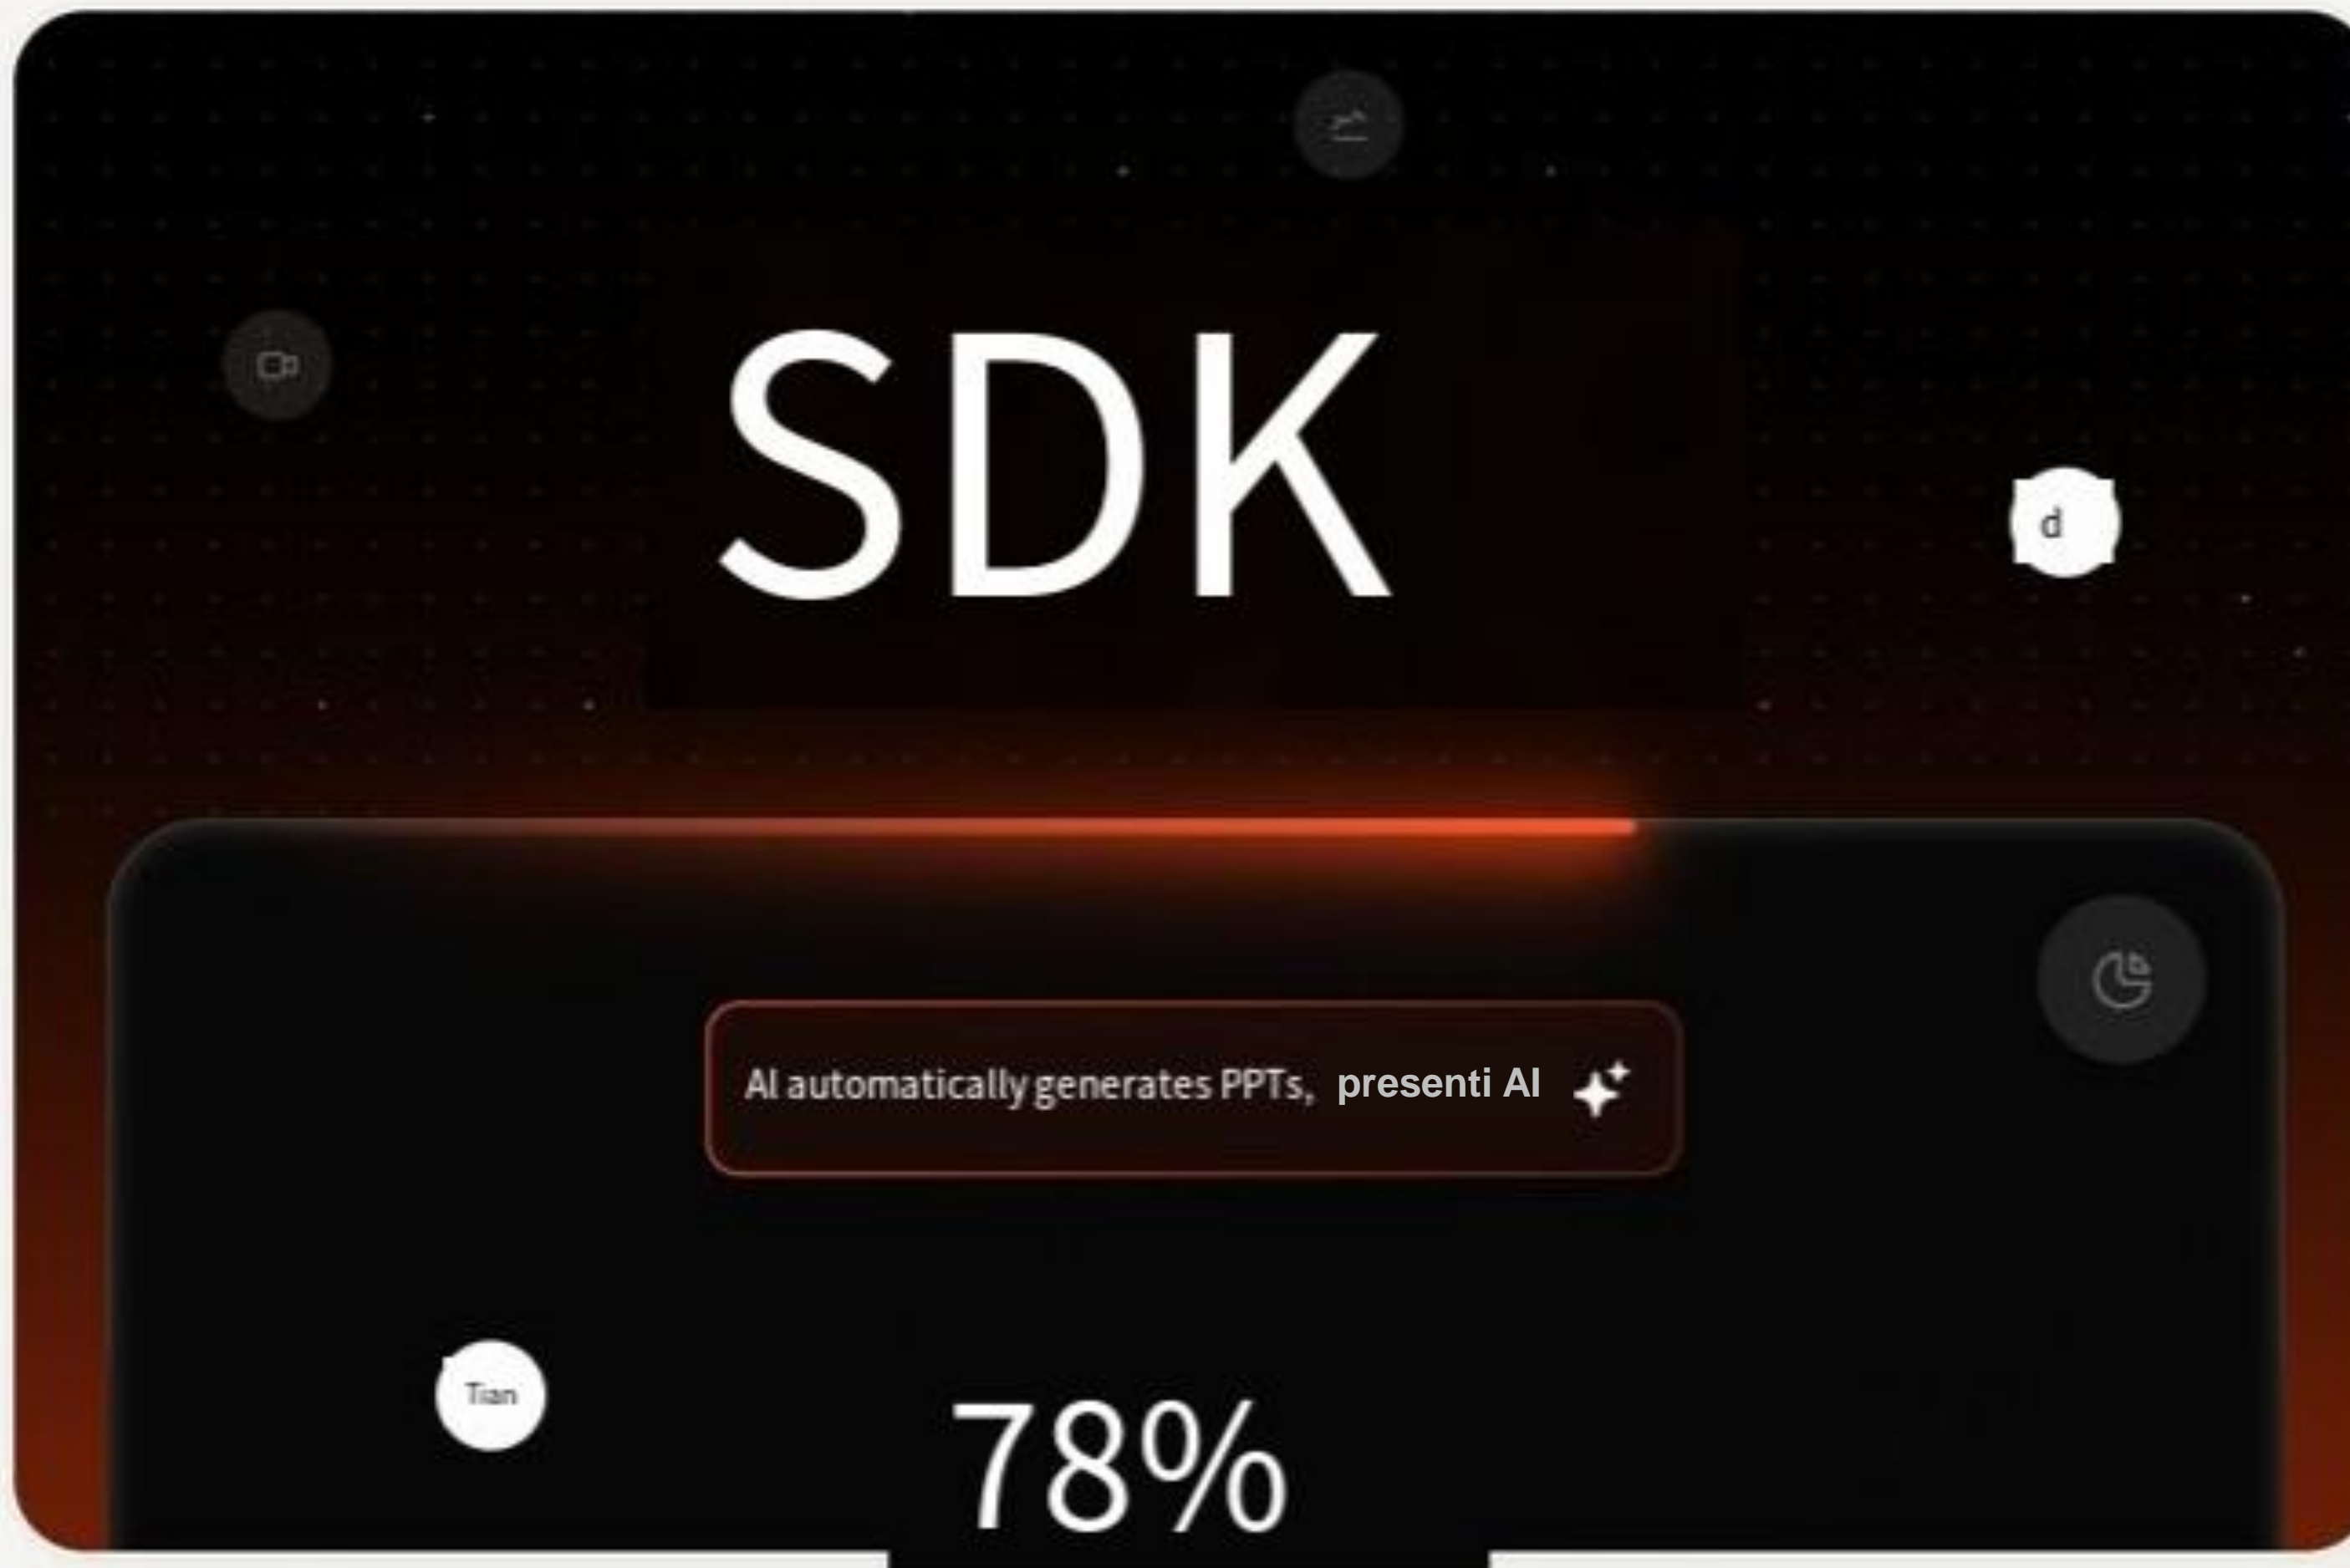 SDK
d
AI automatically generates PPTs, presenti AI
Tian
78%